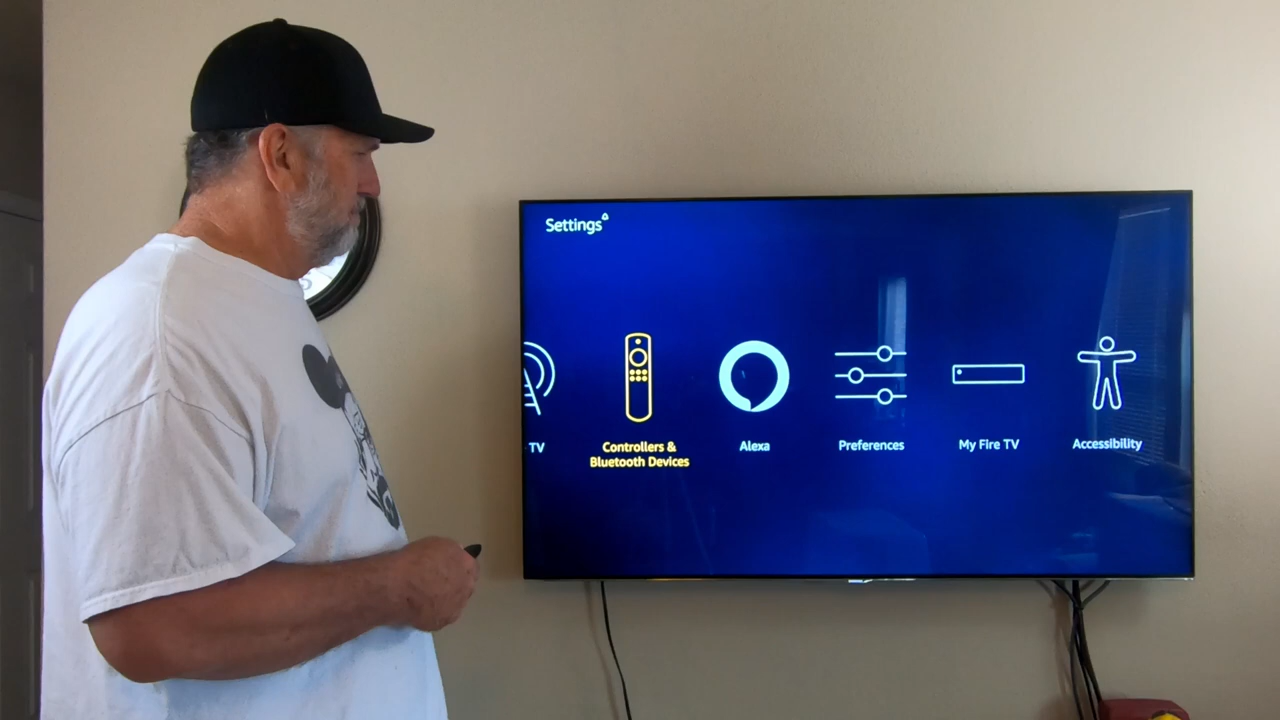 Settings
TV
Controllers &
Bluetooth Devices
Alexa
Preferences
My Fire TV
Accessibility